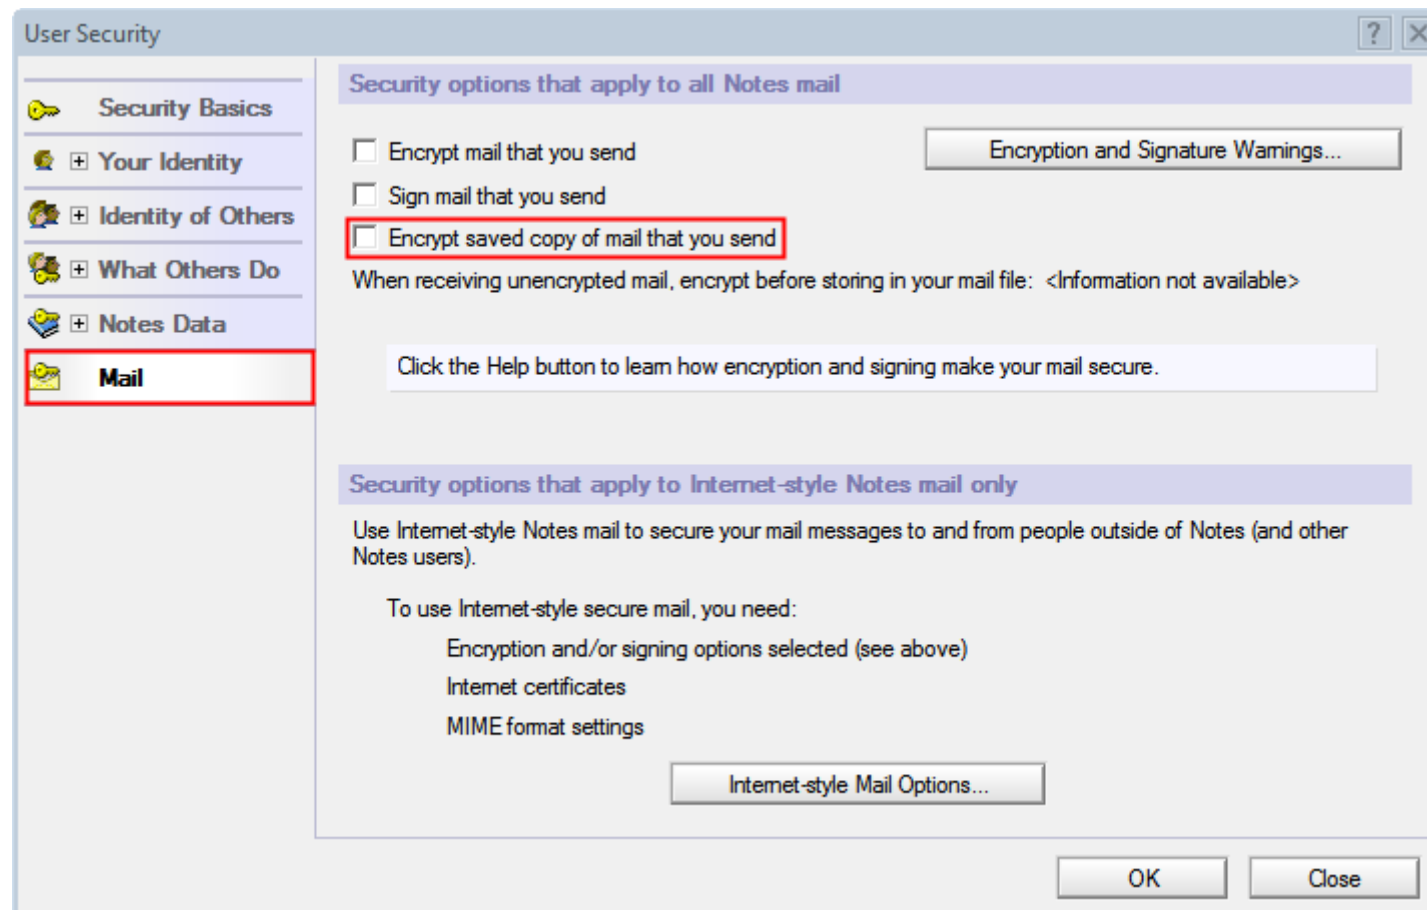 User Security
?
Security Basics
Your Identity
Identity of Others
What Others Do
Notes Data
Mail
Security options that apply to all Notes mail
Encrypt mail that you send
Encryption and Signature Warnings...
Sign mail that you send
Encrypt saved copy of mail that you send
When receiving unencrypted mail, encrypt before storing in your mail file: <Information not available>
Click the Help button to learn how encryption and signing make your mail secure.
Security options that apply to Internet-style Notes mail only
Use Internet-style Notes mail to secure your mail messages to and from people outside of Notes (and other
Notes users).
To use Internet-style secure mail, you need:
Encryption and/or signing options selected (see above)
Internet certificates
MIME format settings
Internet-style Mail Options...
OK
Close